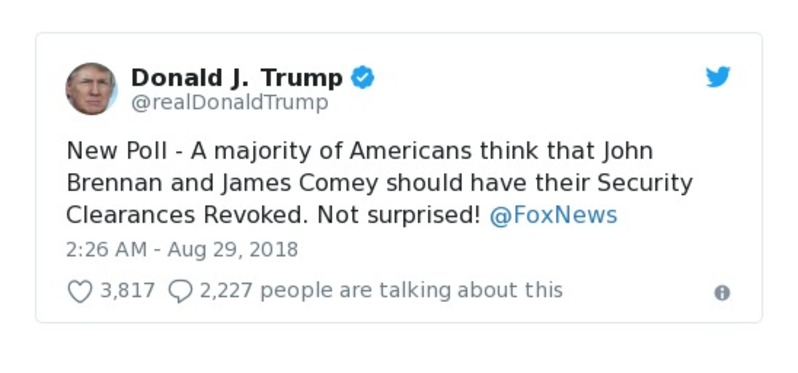 Donald J. Trump
@realDonaldTrump
New Poll - A majority of Americans think that John
Brennan and James Comey should have their Security
Clearances Revoked. Not surprised! @FoxNews
2:26 AM - Aug 29, 2018
3,817 2,227 people are talking about this